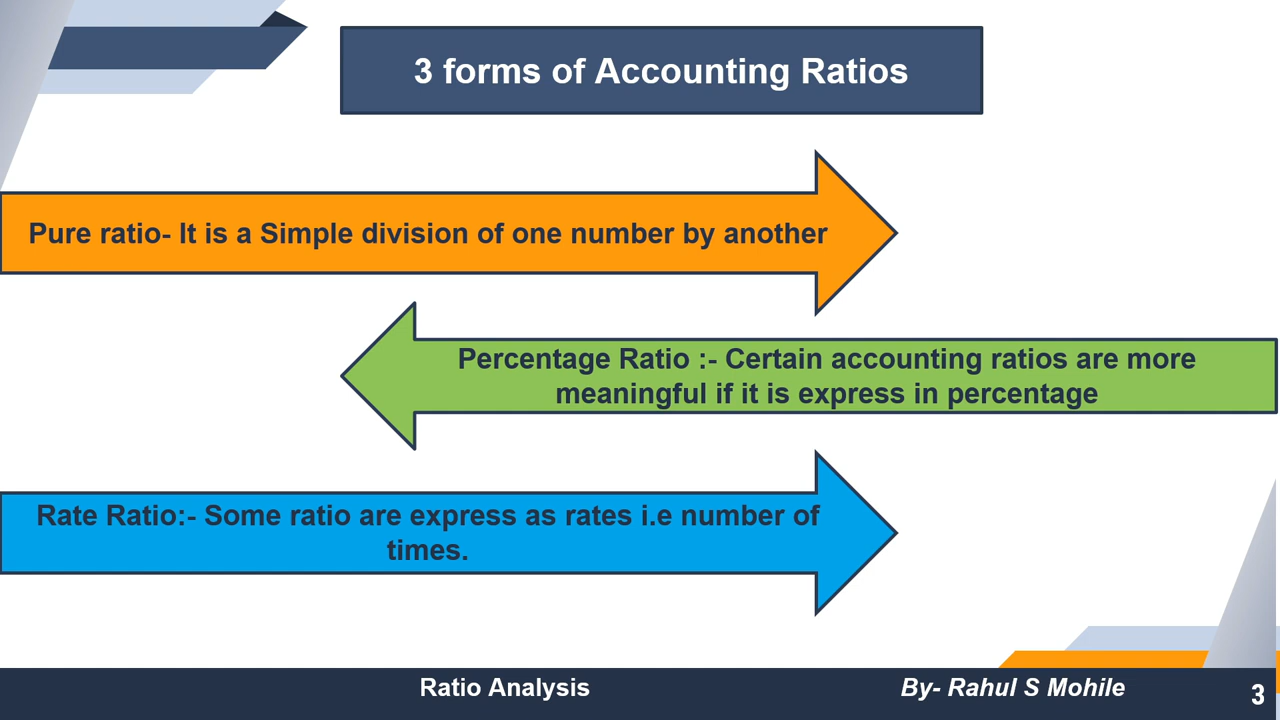 3 forms of Accounting Ratios
Pure ratio- It is a Simple division of one number by another
Percentage Ratio :- Certain accounting ratios are more
meaningful if it is express in percentage
Rate Ratio:- Some ratio are express as rates i.e number of
times.
Ratio Analysis
By- Rahul S Mohile
3